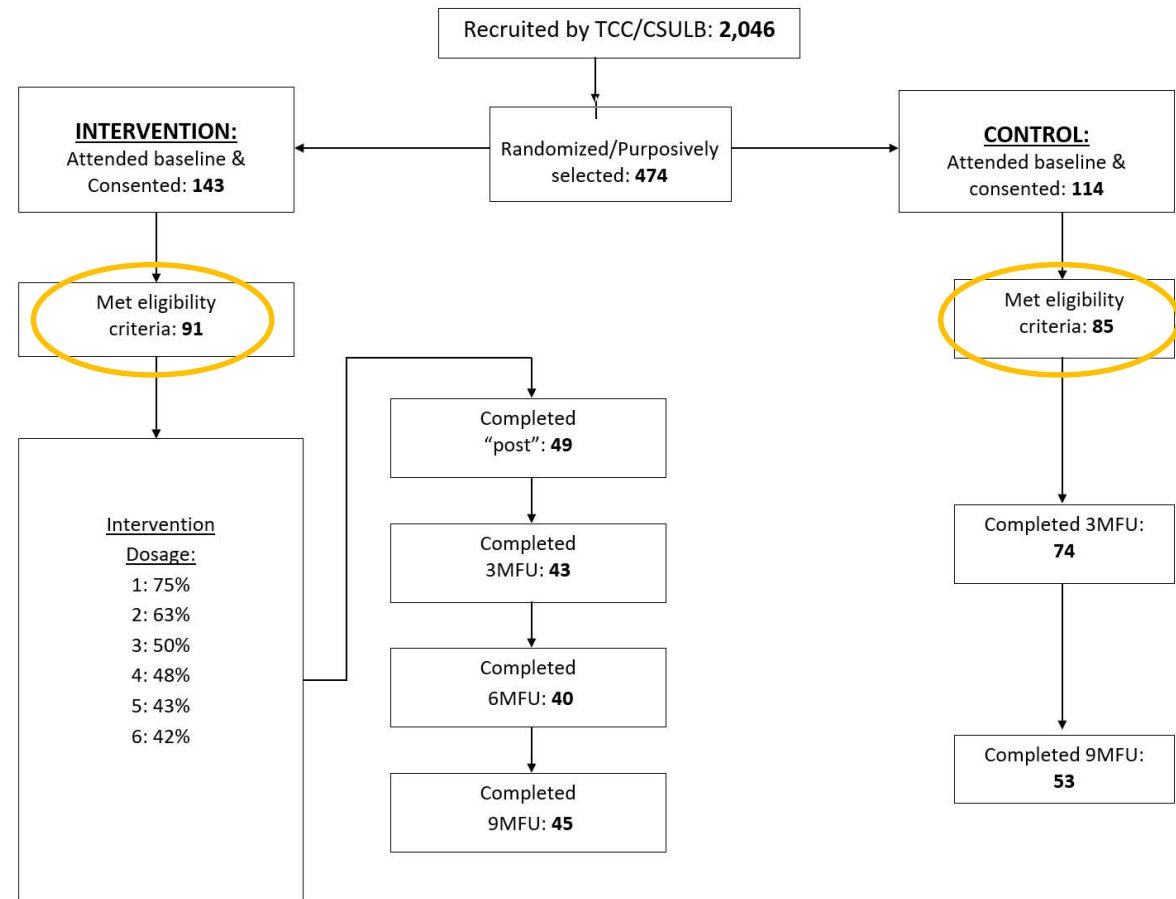 Recruited by TCC/CSULB: 2,046
INTERVENTION:
Attended baseline &
Consented: 143
Randomized/Purposively
selected: 474
CONTROL:
Attended baseline &
consented: 114
Met eligibility
criteria: 91
Met eligibility
criteria: 85
Intervention
Dosage:
1: 75%
2: 63%
3: 50%
4: 48%
5: 43%
6: 42%
Completed
“post”: 49
Completed
3MFU: 43
Completed
6MFU: 40
Completed
9MFU: 45
Completed 3MFU:
74
Completed 9MFU:
53